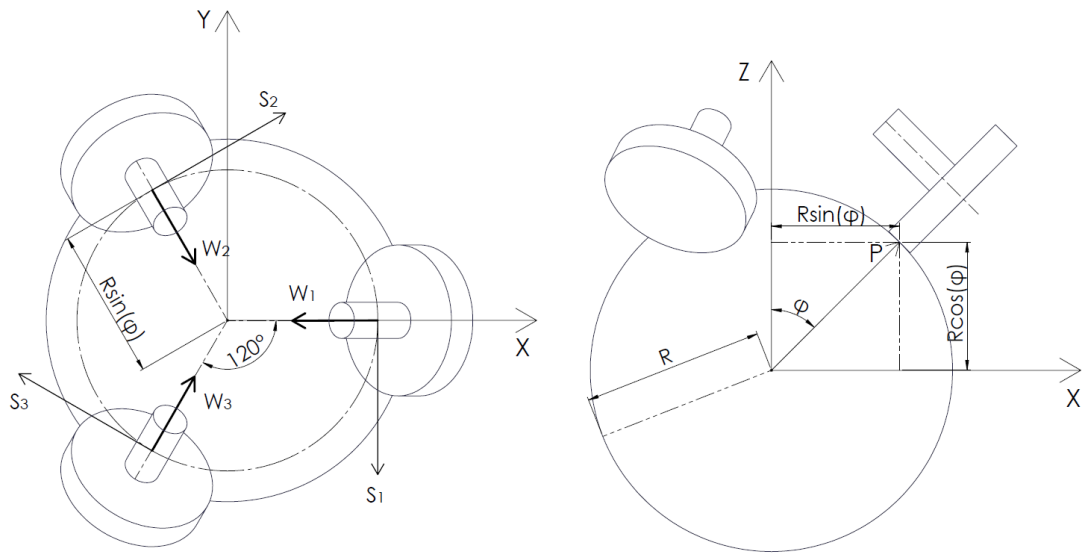 Y
S₂
W₂
W₁
Rsin(φ)
120°
X
W₃
S₃
S₁
Z
Rsin(φ)
P
φ
R
Rcos(φ)
X